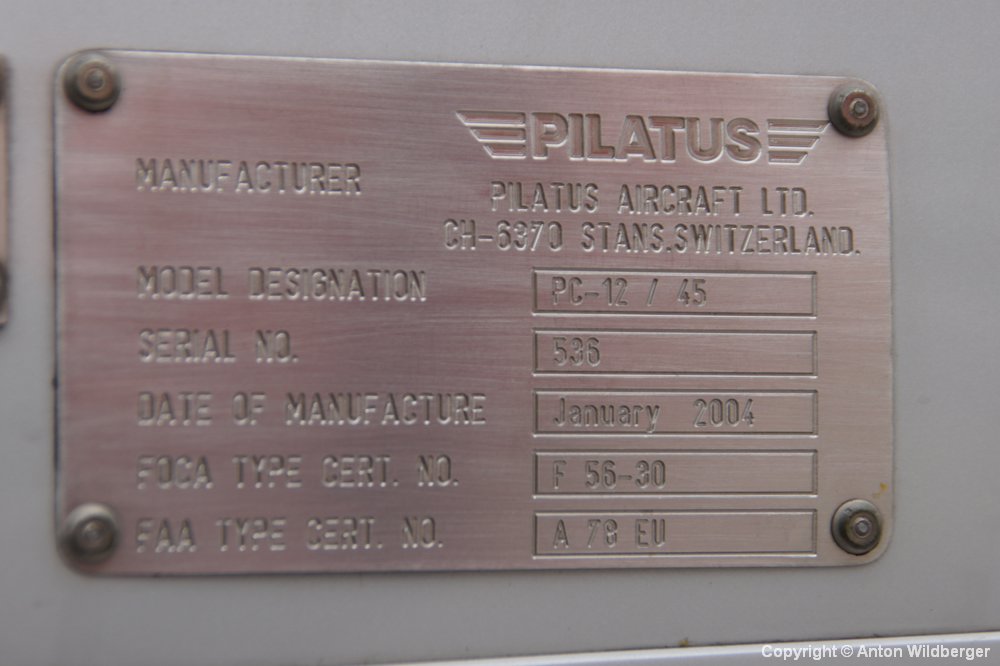 PILATUS
MANUFACTURER
PILATUS AIRCRAFT LTD.
CH-6370 STANS.SWITZERLAND.
MODEL DESIGNATION PC-12 / 45
SERIAL NO. 536
DATE OF MANUFACTURE January 2004
FOCA TYPE CERT. NO. F 56-30
FAA TYPE CERT. NO. A 78 EU
Copyright © Anton Wildberger